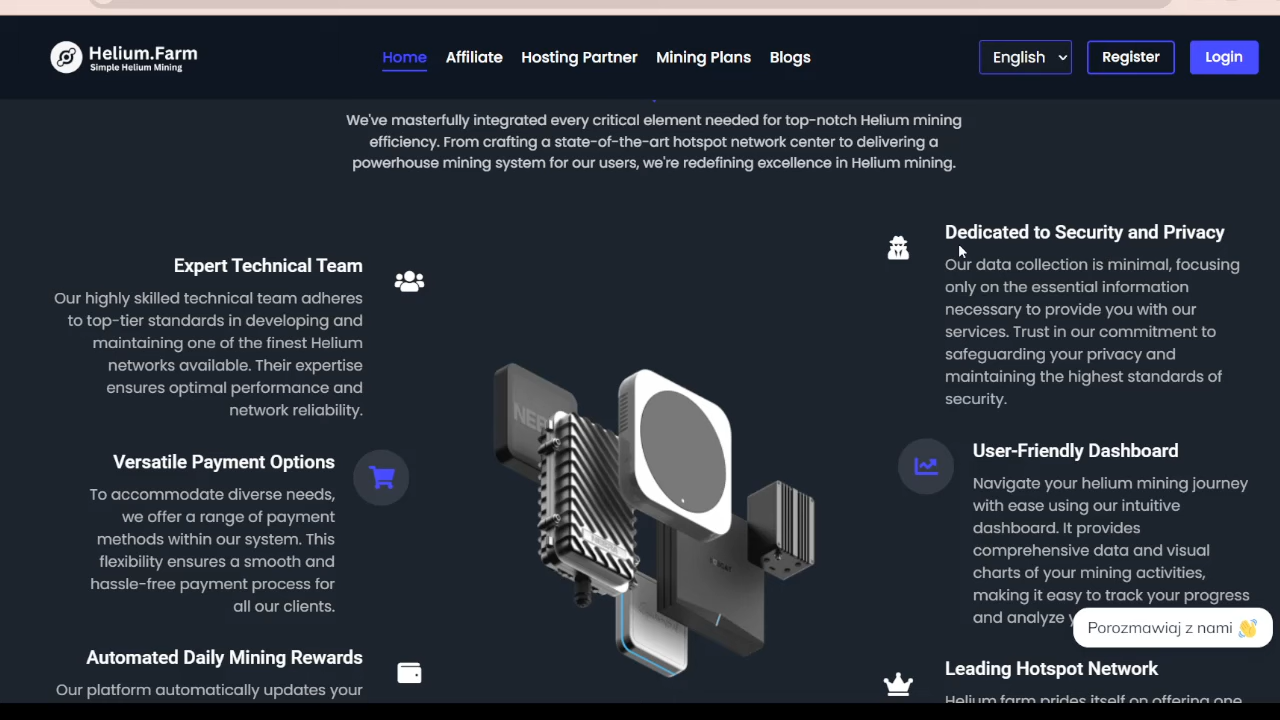 Helium.Farm
Simple Helium Mining
Home
Affiliate
Hosting Partner
Mining Plans
Blogs
English
Register
Login
We've masterfully integrated every critical element needed for top-notch Helium mining
efficiency. From crafting a state-of-the-art hotspot network center to delivering a
powerhouse mining system for our users, we're redefining excellence in Helium mining.
Expert Technical Team
Our highly skilled technical team adheres
to top-tier standards in developing and
maintaining one of the finest Helium
networks available. Their expertise
ensures optimal performance and
network reliability.
Versatile Payment Options
To accommodate diverse needs,
we offer a range of payment
methods within our system. This
flexibility ensures a smooth and
hassle-free payment process for
all our clients.
Automated Daily Mining Rewards
Our platform automatically updates your
Dedicated to Security and Privacy
Our data collection is minimal, focusing
only on the essential information
necessary to provide you with our
services. Trust in our commitment to
safeguarding your privacy and
maintaining the highest standards of
security.
User-Friendly Dashboard
Navigate your helium mining journey
with ease using our intuitive
dashboard. It provides
comprehensive data and visual
charts of your mining activities,
making it easy to track your progress
and analyze
Porozmawiaj z nami 👋
Leading Hotspot Network
Helium farm prides itself on offering one